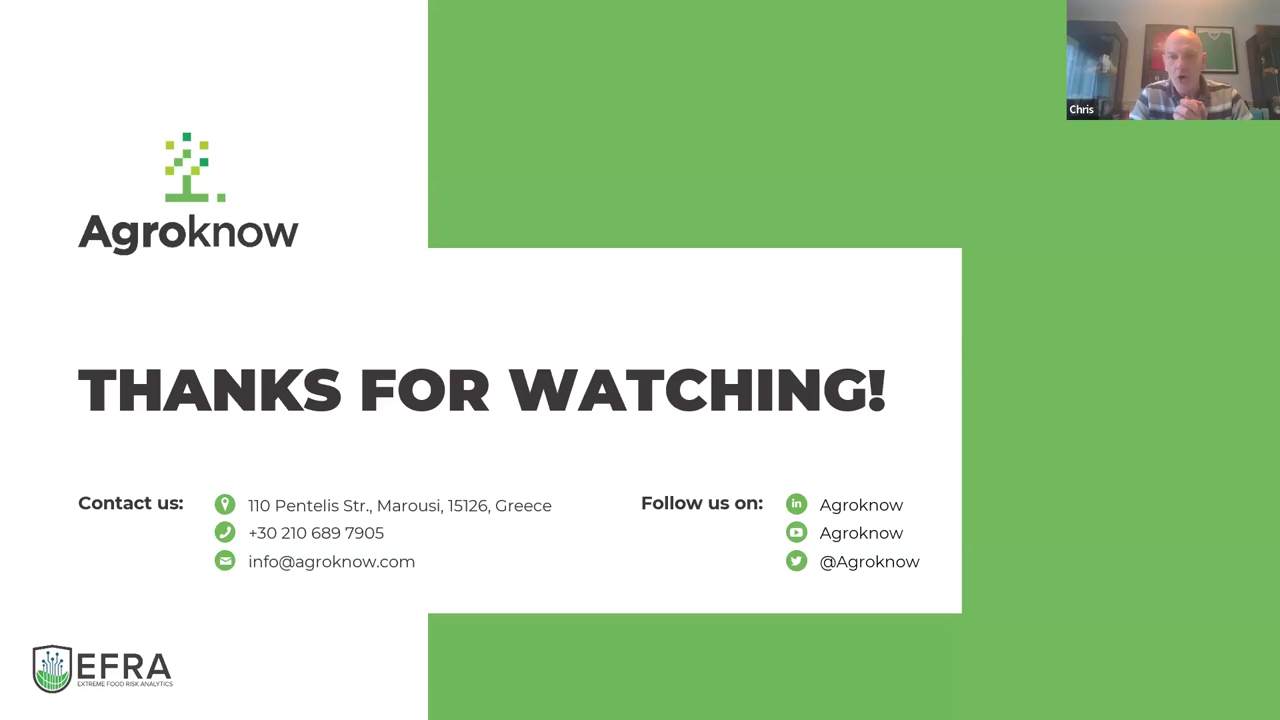 Chris
Agroknow
THANKS FOR WATCHING!
Contact us:
110 Pentelis Str., Marousi, 15126, Greece
+30 210 689 7905
info@agroknow.com
Follow us on:
in Agroknow
Agroknow
@Agroknow
EFRA
EXTREME FOOD RISK ANALYTICS